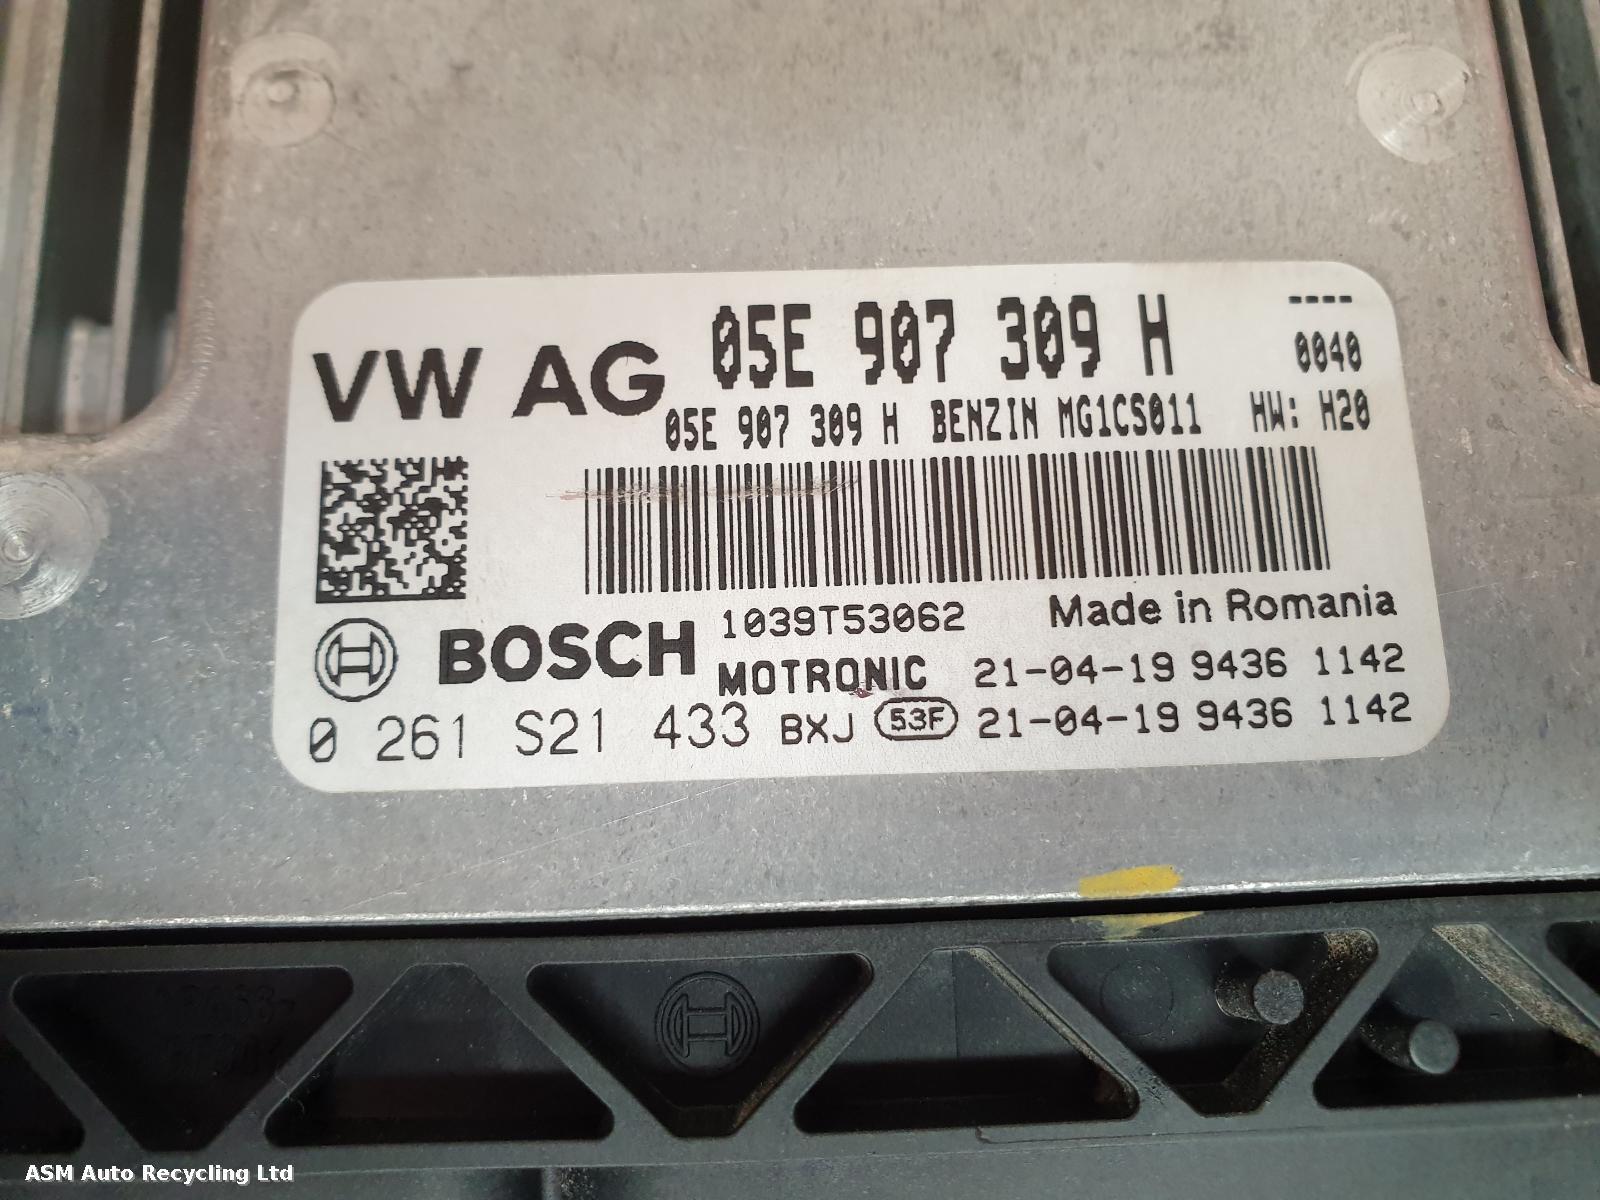 VW AG 05E 907 309 H ----
0040
05E 907 309 H BENZIN MG1CS011 HW: H20
1039T53062 Made in Romania
BOSCH MOTRONIC 21-04-19 9436 1142
0 261 S21 433 BXJ 53F 21-04-19 9436 1142
ASM Auto Recycling Ltd